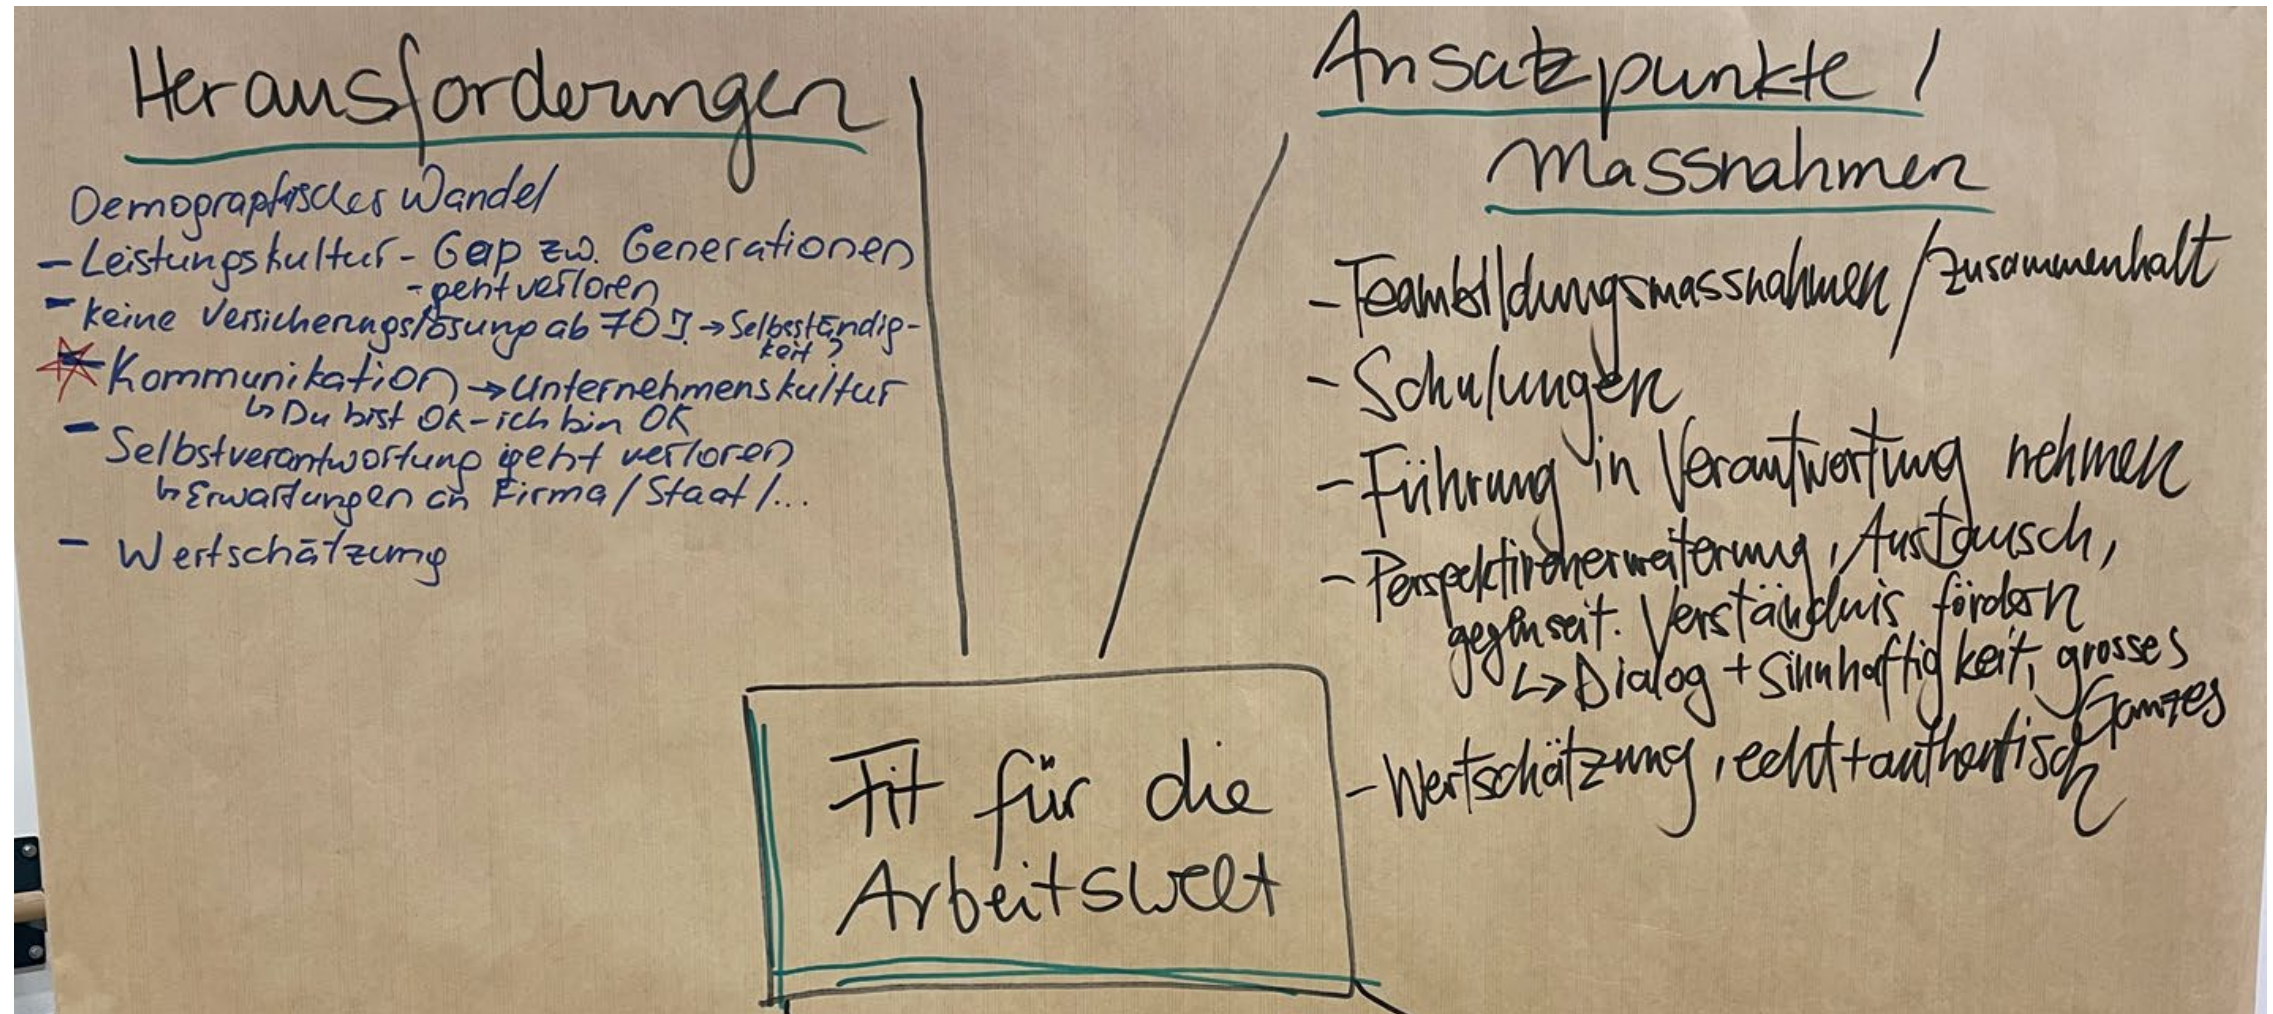 Herausforderungen
Demographischer Wandel
- Leistungskultur - Gap zw. Generationen
- geht verloren
- keine Versicherungslösung ab 70 J. → Selbständig-
keit?
- Kommunikation → Unternehmenskultur
↳ Du bist OK - ich bin OK
- Selbstverantwortung geht verloren
↳ Erwartungen an Firma / Staat / ...
- Wertschätzung
Ansatzpunkte /
Massnahmen
- Teambildungsmassnahmen / Zusammenhalt
- Schulungen
- Führung in Verantwortung nehmen
- Perspektivenerweiterung, Austausch,
gegenseit. Verständnis fördern
↳ Dialog + Sinnhaftigkeit, grosses
Ganzes
- Wertschätzung, echt + authentisch
Fit für die
Arbeitswelt